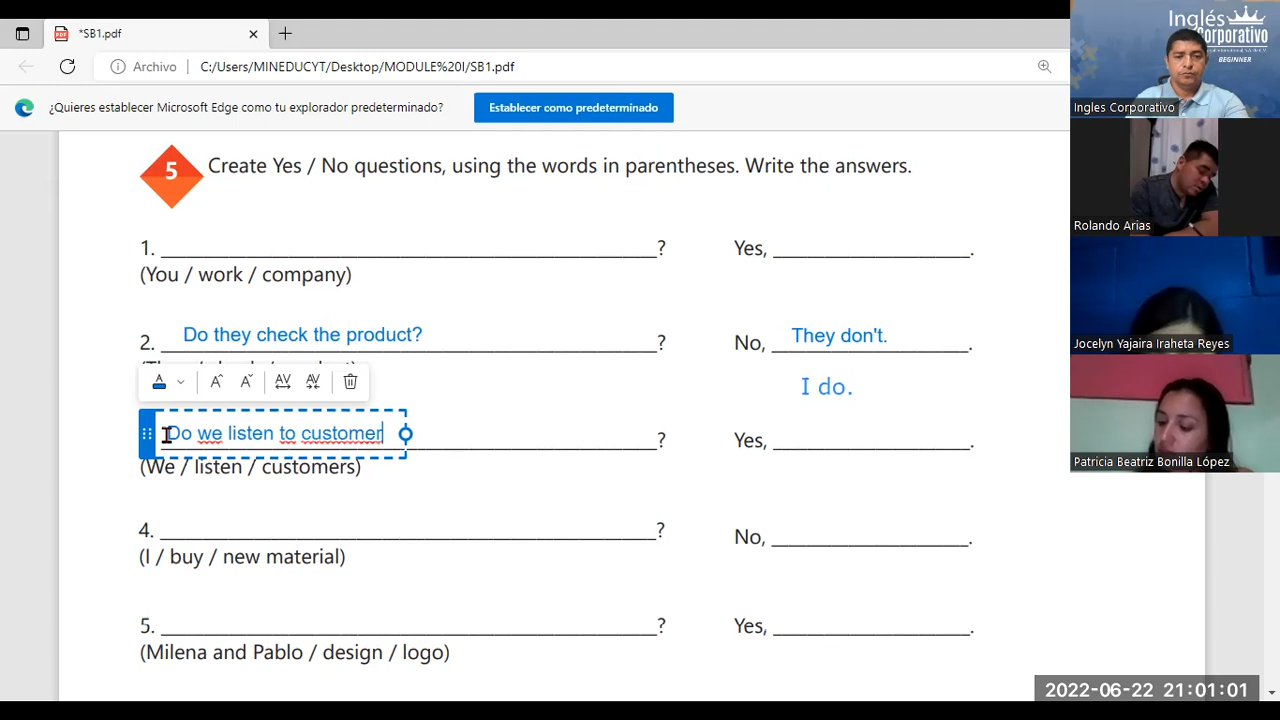 *SB1.pdf
Archivo
C:/Users/MINEDUCYT/Desktop/MODULE%20I/SB1.pdf
¿Quieres establecer Microsoft Edge como tu explorador predeterminado?
Establecer como predeterminado
5
Create Yes / No questions, using the words in parentheses. Write the answers.
1. ? Yes, .
(You / work / company)
2. Do they check the product? ? No, They don't. .
I do.
Do we listen to customer ? Yes, .
(We / listen / customers)
4. ? No, .
(I / buy / new material)
5. ? Yes, .
(Milena and Pablo / design / logo)
Inglés
Corporativo
BEGINNER
Ingles Corporativo
Rolando Arias
Jocelyn Yajaira Iraheta Reyes
Patricia Beatriz Bonilla López
2022-06-22 21:01:01